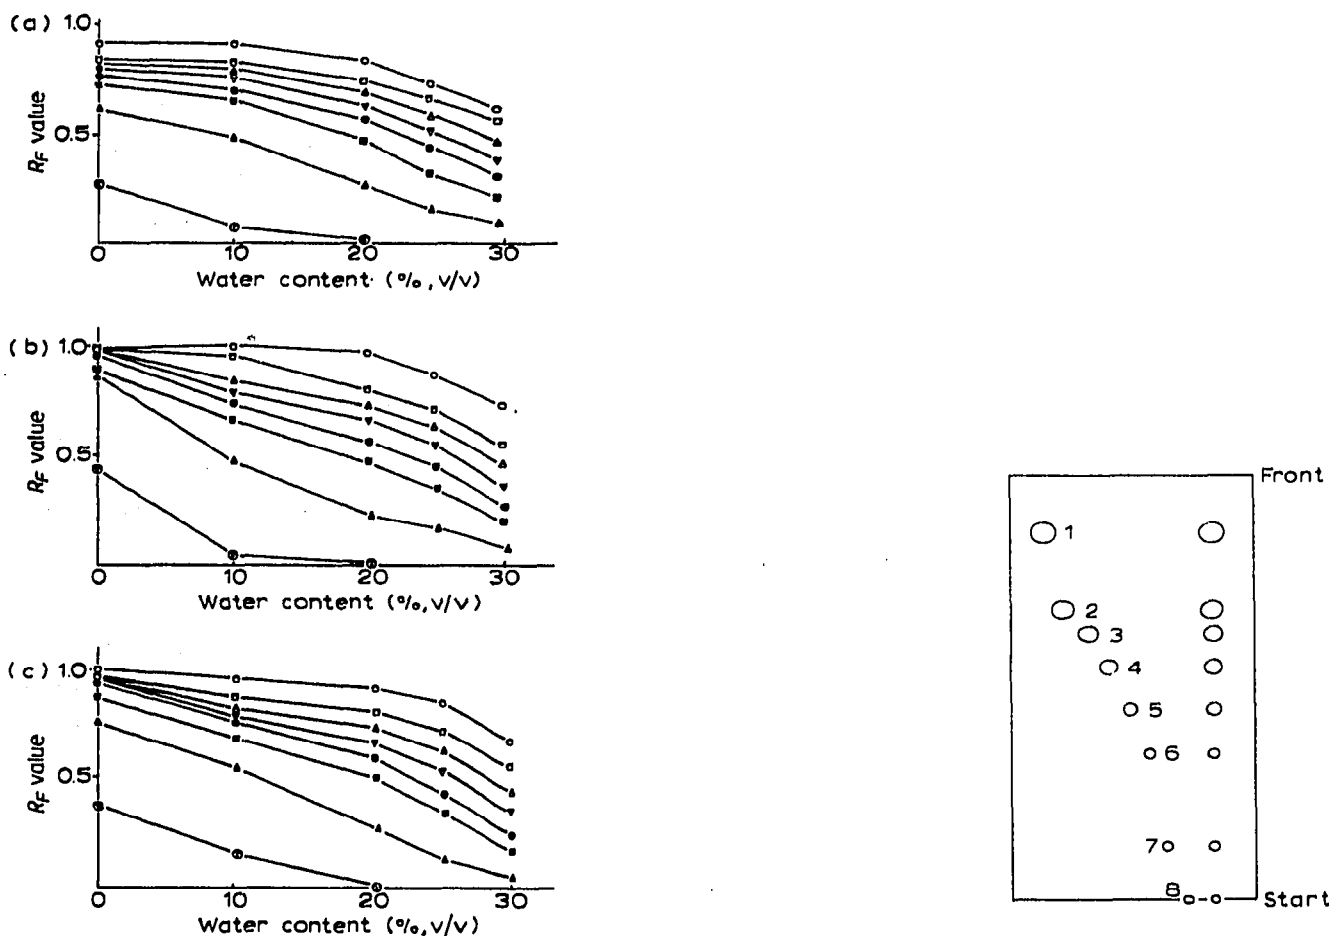 (a) 1.0
0.5
RF value
0 10 20 30
Water content (%, v/v)
(b) 1.0
0.5
RF value
0 10 20 30
Water content (%, v/v)
(c) 1.0
0.5
RF value
0 10 20 30
Water content (%, v/v)
Front
1
2
3
4
5
6
7
8
Start